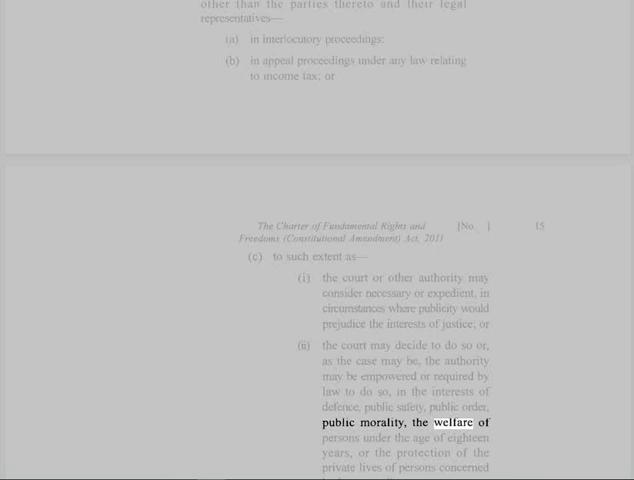 other than the parties thereto and their legal
representatives—
(a) in interlocutory proceedings;
(b) in appeal proceedings under any law relating
to income tax; or
The Charter of Fundamental Rights and [No. ] 15
Freedoms (Constitutional Amendment) Act, 2011
(c) to such extent as—
(i) the court or other authority may
consider necessary or expedient, in
circumstances where publicity would
prejudice the interests of justice; or
(ii) the court may decide to do so or,
as the case may be, the authority
may be empowered or required by
law to do so, in the interests of
defence, public safety, public order,
public morality, the welfare of
persons under the age of eighteen
years, or the protection of the
private lives of persons concerned